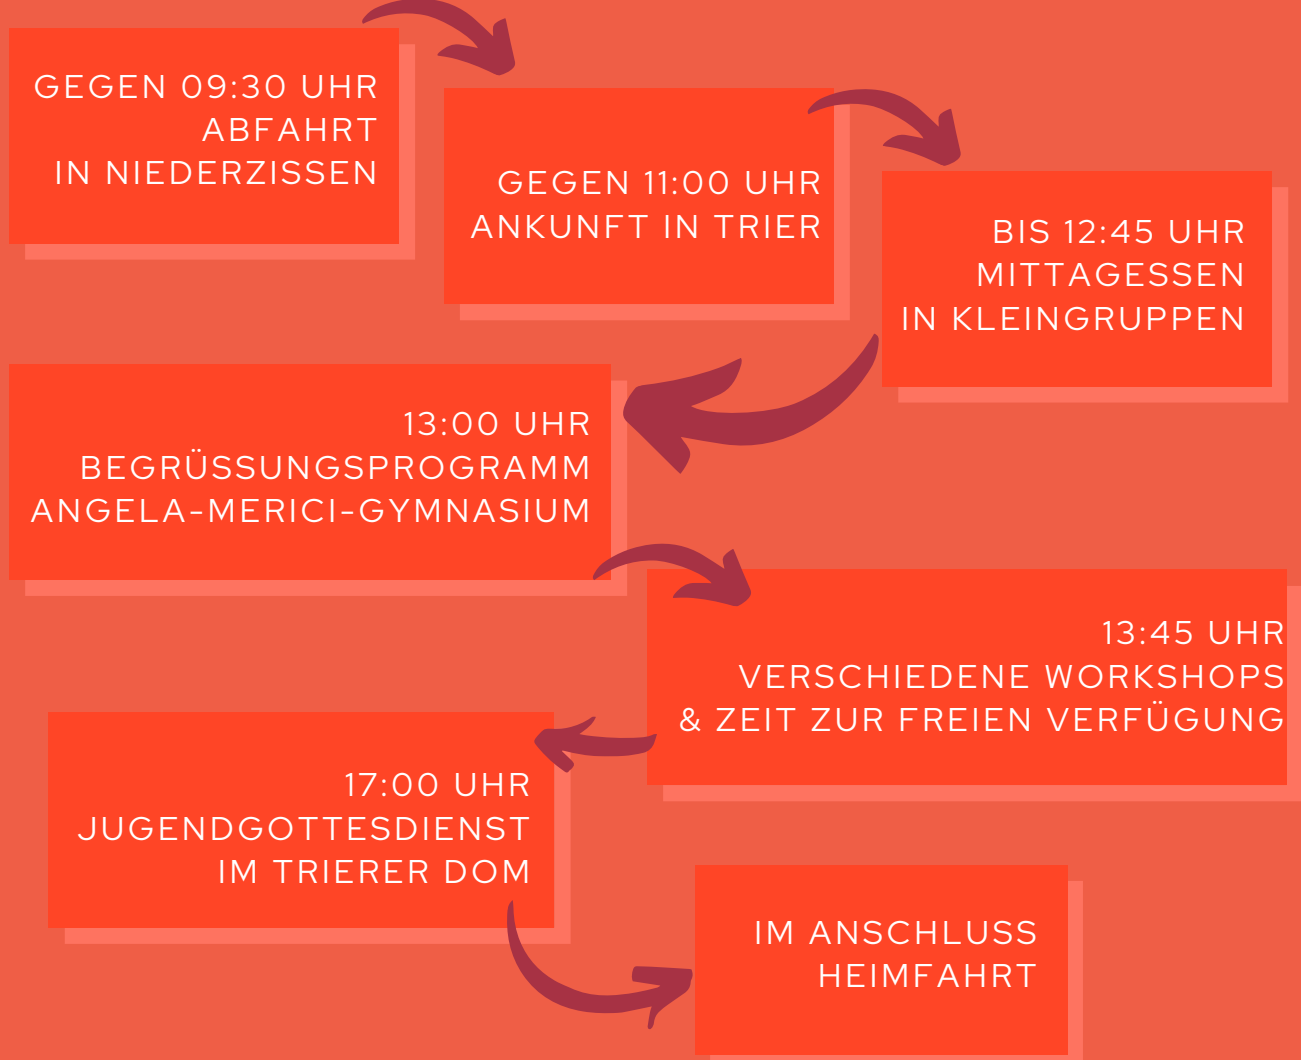 GEGEN 09:30 UHR
ABFAHRT
IN NIEDERZISSEN
GEGEN 11:00 UHR
ANKUNFT IN TRIER
BIS 12:45 UHR
MITTAGESSEN
IN KLEINGRUPPEN
13:00 UHR
BEGRÜSSUNGSPROGRAMM
ANGELA-MERICI-GYMNASIUM
13:45 UHR
VERSCHIEDENE WORKSHOPS
& ZEIT ZUR FREIEN VERFÜGUNG
17:00 UHR
JUGENDGOTTESDIENST
IM TRIERER DOM
IM ANSCHLUSS
HEIMFAHRT